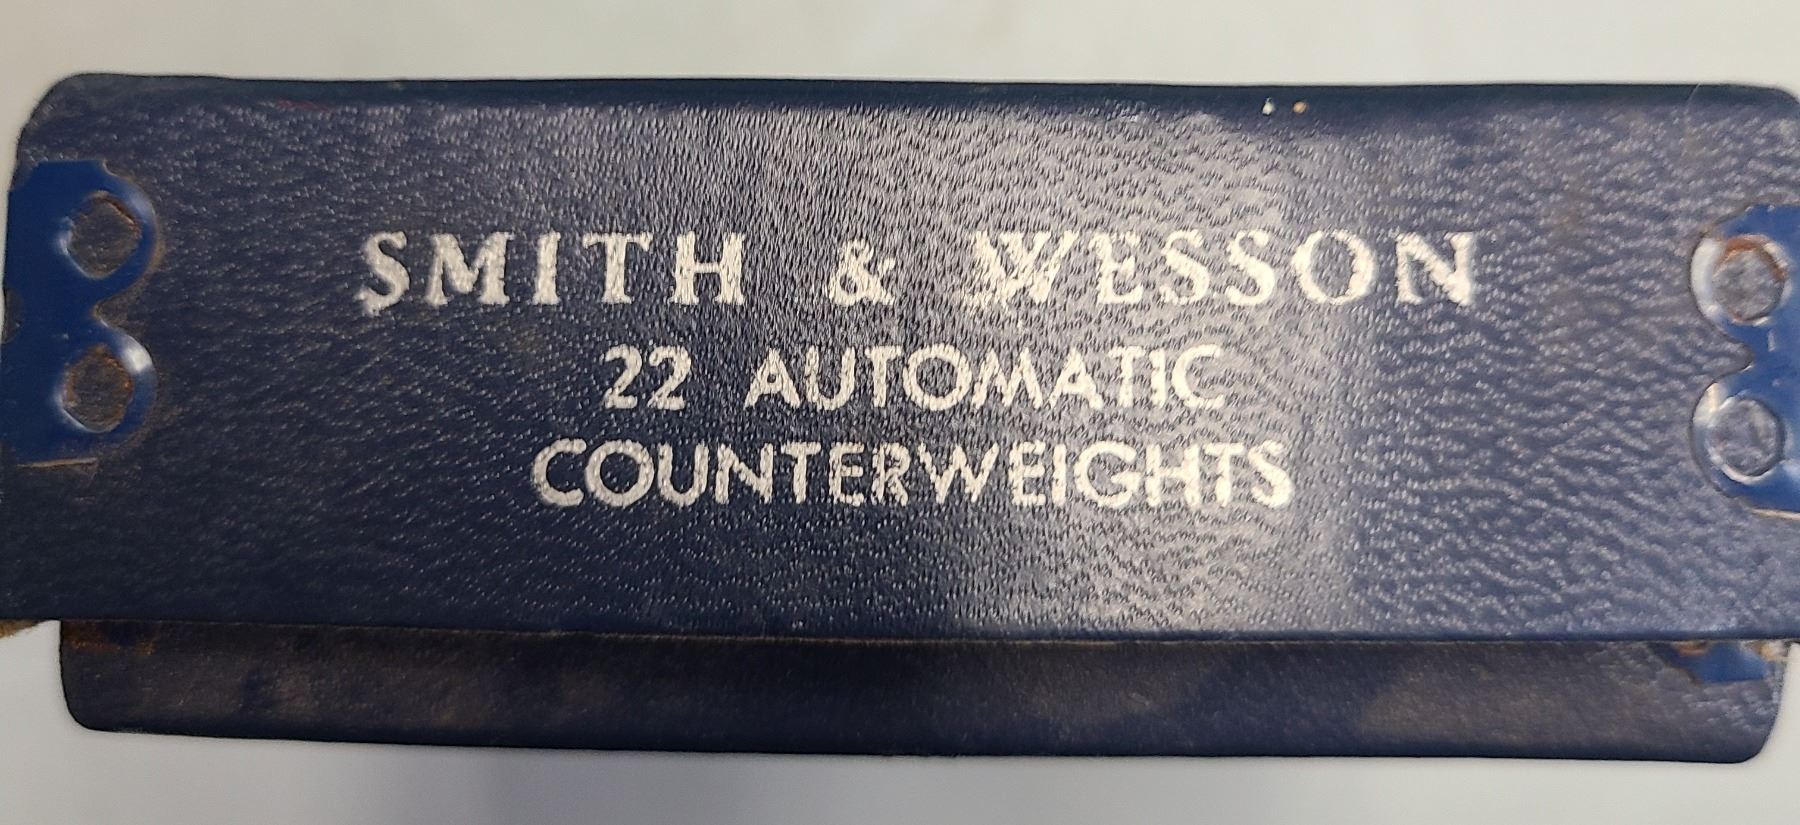 SMITH & WESSON
22 AUTOMATIC
COUNTERWEIGHTS